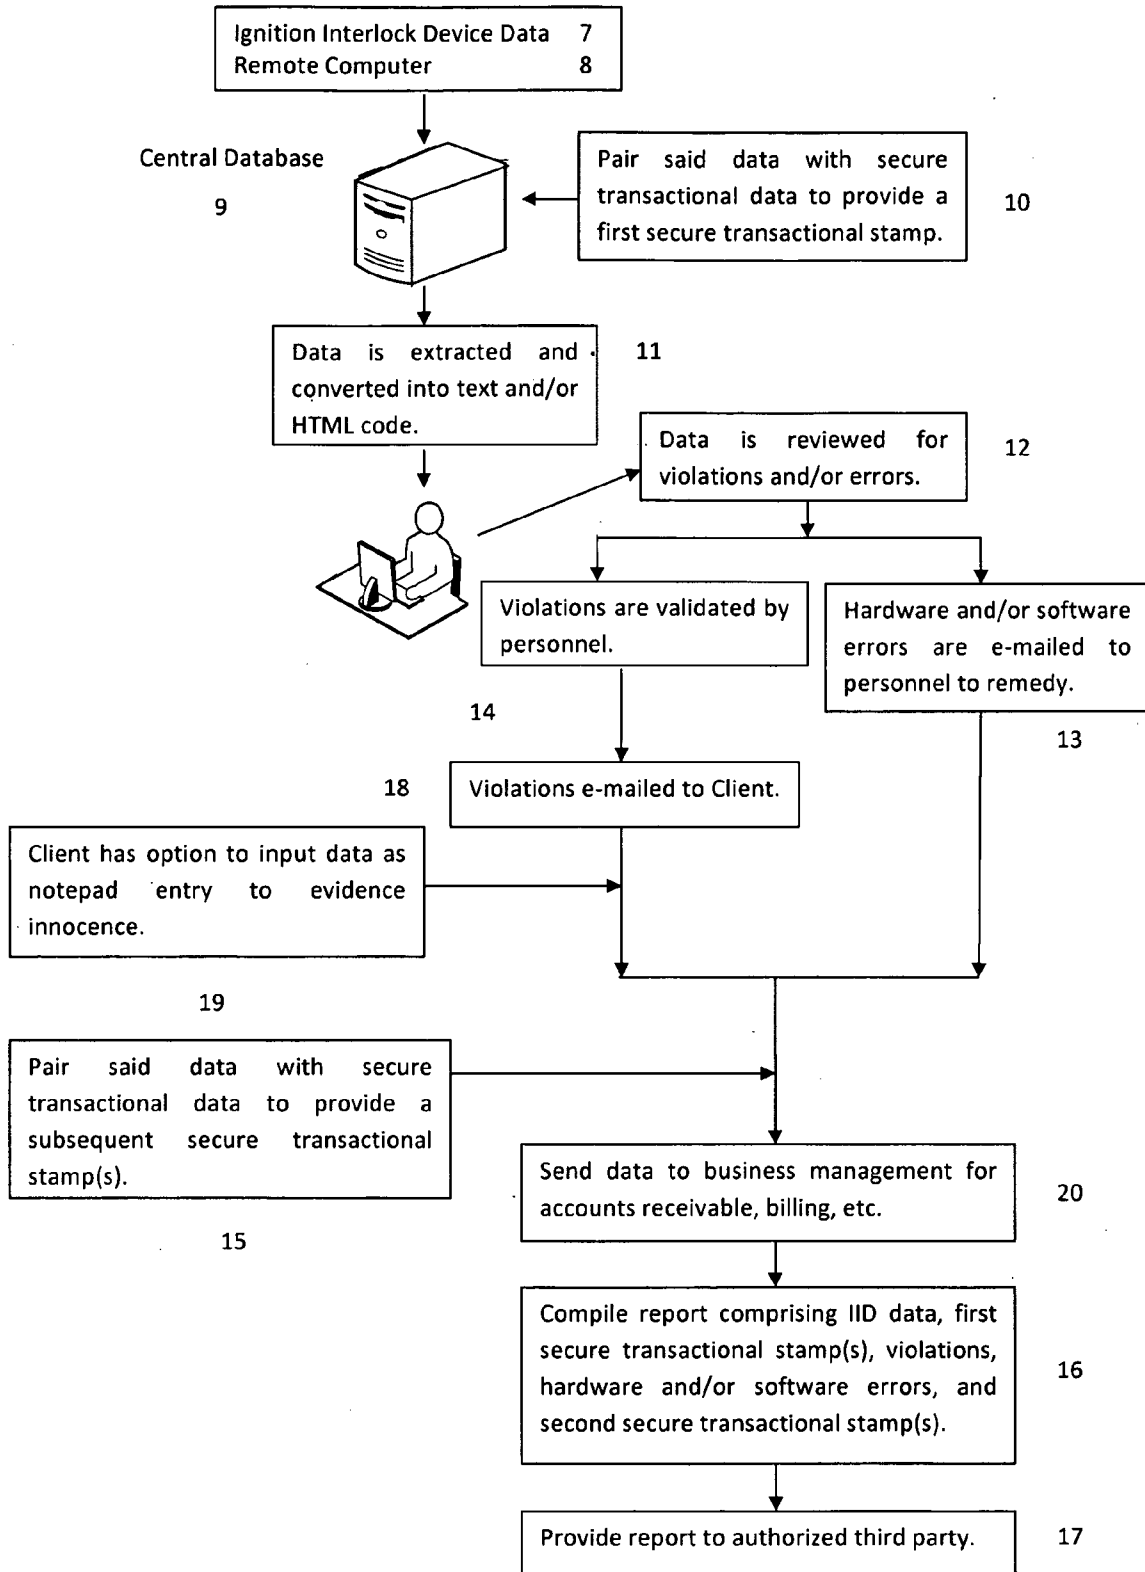 Ignition Interlock Device Data 7
Remote Computer 8
Central Database
9
Pair said data with secure
transactional data to provide a
first secure transactional stamp.
10
Data is extracted and
converted into text and/or
HTML code.
11
Data is reviewed for
violations and/or errors.
12
Violations are validated by
personnel.
14
Hardware and/or software
errors are e-mailed to
personnel to remedy.
13
18
Violations e-mailed to Client.
Client has option to input data as
notepad entry to evidence
innocence.
19
Pair said data with secure
transactional data to provide a
subsequent secure transactional
stamp(s).
15
Send data to business management for
accounts receivable, billing, etc.
20
Compile report comprising IID data, first
secure transactional stamp(s), violations,
hardware and/or software errors, and
second secure transactional stamp(s).
16
Provide report to authorized third party.
17